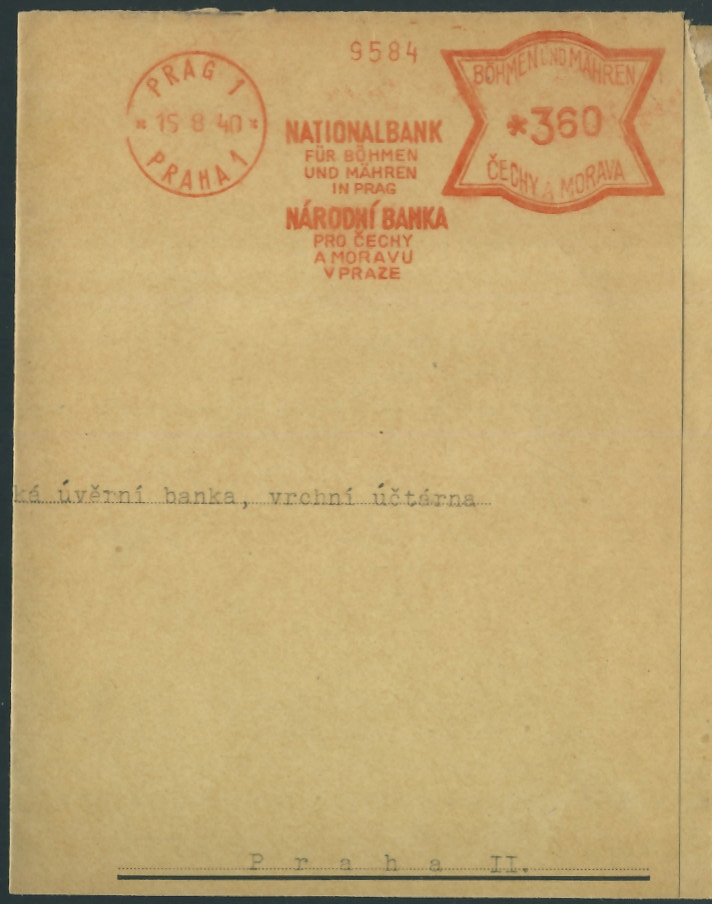 9584
PRAG 1
* 15 8 40 *
PRAHA 1
NATIONALBANK
FÜR BÖHMEN
UND MÄHREN
IN PRAG
NÁRODNÍ BANKA
PRO ČECHY
A MORAVU
V PRAZE
BÖHMEN UND MÄHREN
*360
ČECHY A MORAVA
ká úvěrní banka, vrchní účtárna
Praha II.